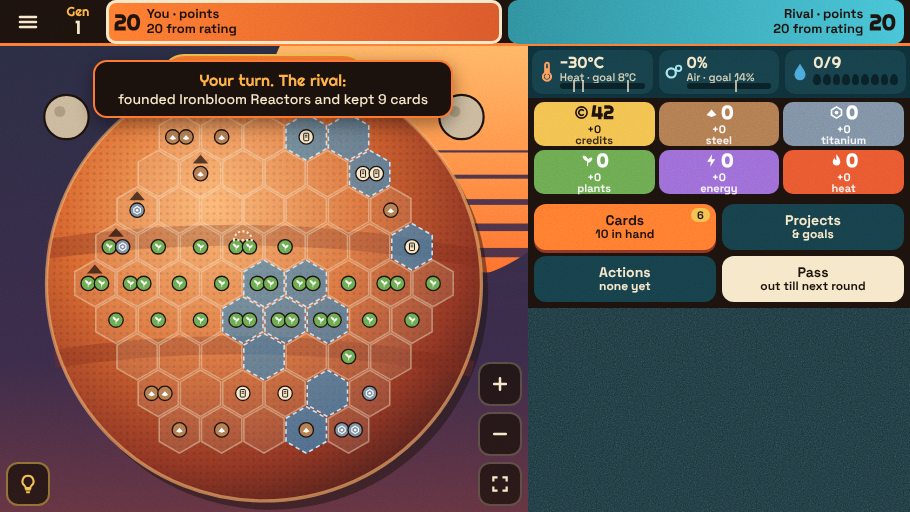 Gen
1
20
You · points
20 from rating
Rival · points
20 from rating
20
Your turn. The rival:
founded Ironbloom Reactors and kept 9 cards
-30°C
Heat · goal 8°C
0%
Air · goal 14%
0/9
© 42
+0
credits
0
+0
steel
0
+0
titanium
0
+0
plants
0
+0
energy
0
+0
heat
Cards
10 in hand
6
Projects
& goals
Actions
none yet
Pass
out till next round
+
−